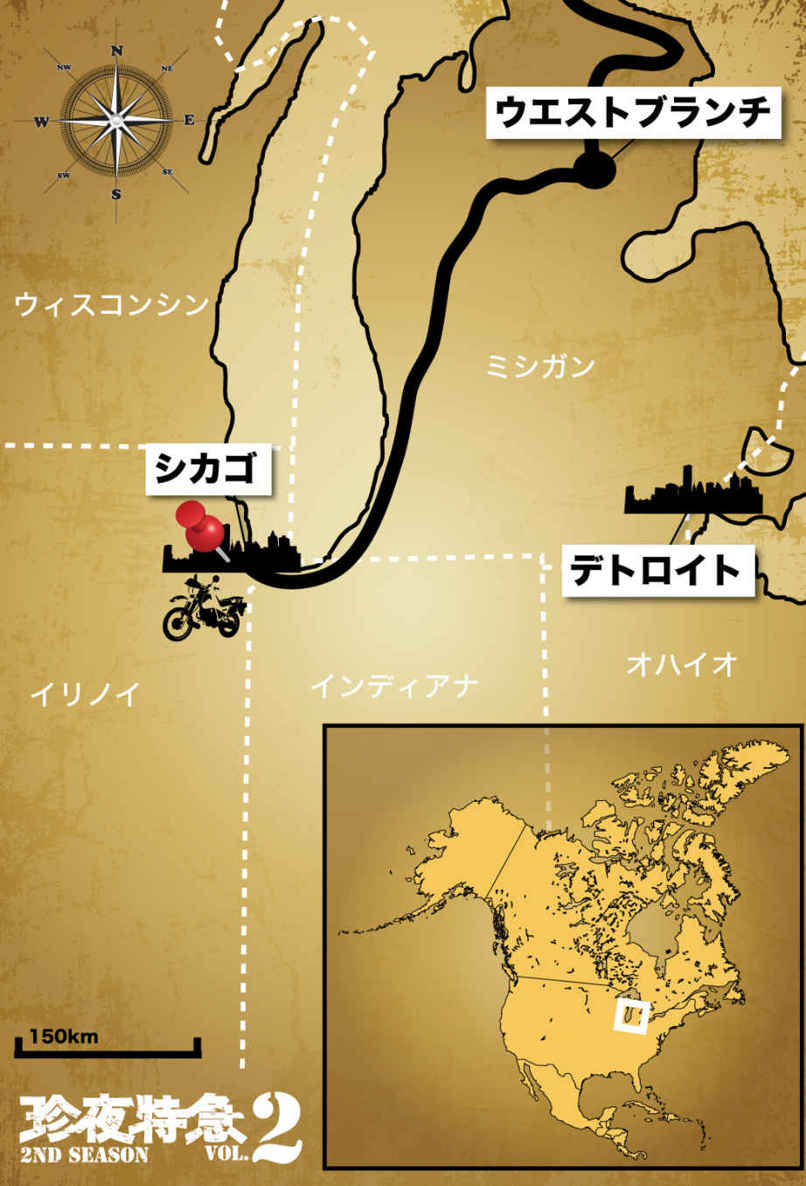 N
NW
NE
W
E
SW
SE
S
ウエストブランチ
ウィスコンシン
ミシガン
シカゴ
デトロイト
イリノイ
インディアナ
オハイオ
150km
珍夜特急2
2ND SEASON VOL.